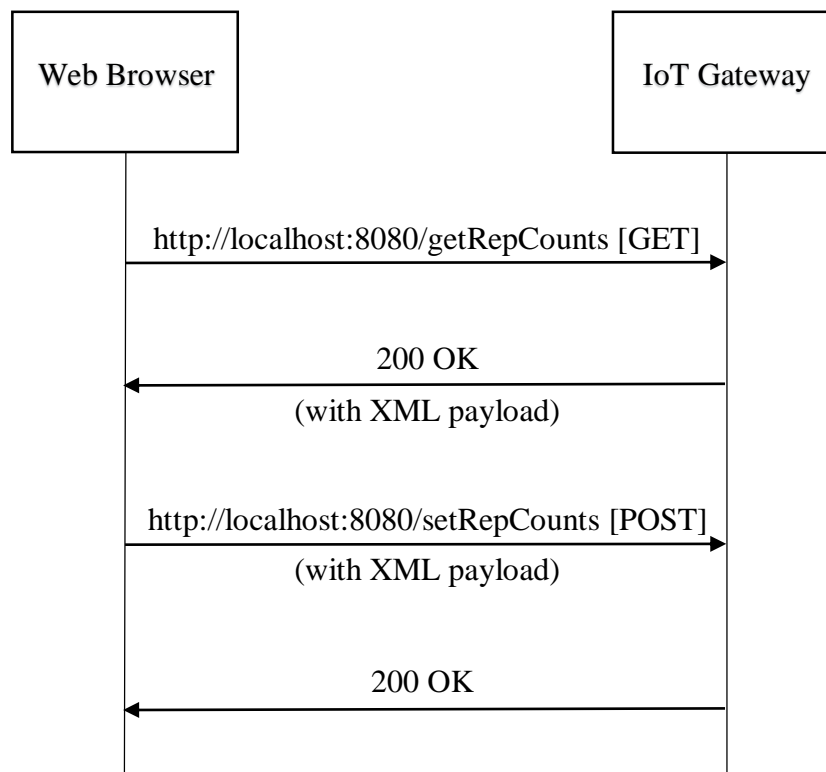 Web Browser
IoT Gateway
http://localhost:8080/getRepCounts [GET]
200 OK
(with XML payload)
http://localhost:8080/setRepCounts [POST]
(with XML payload)
200 OK